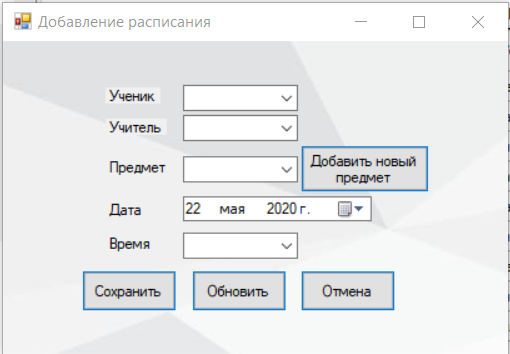 Добавление расписания
Ученик
Учитель
Предмет
Добавить новый
предмет
Дата
22 мая 2020 г.
Время
Сохранить
Обновить
Отмена